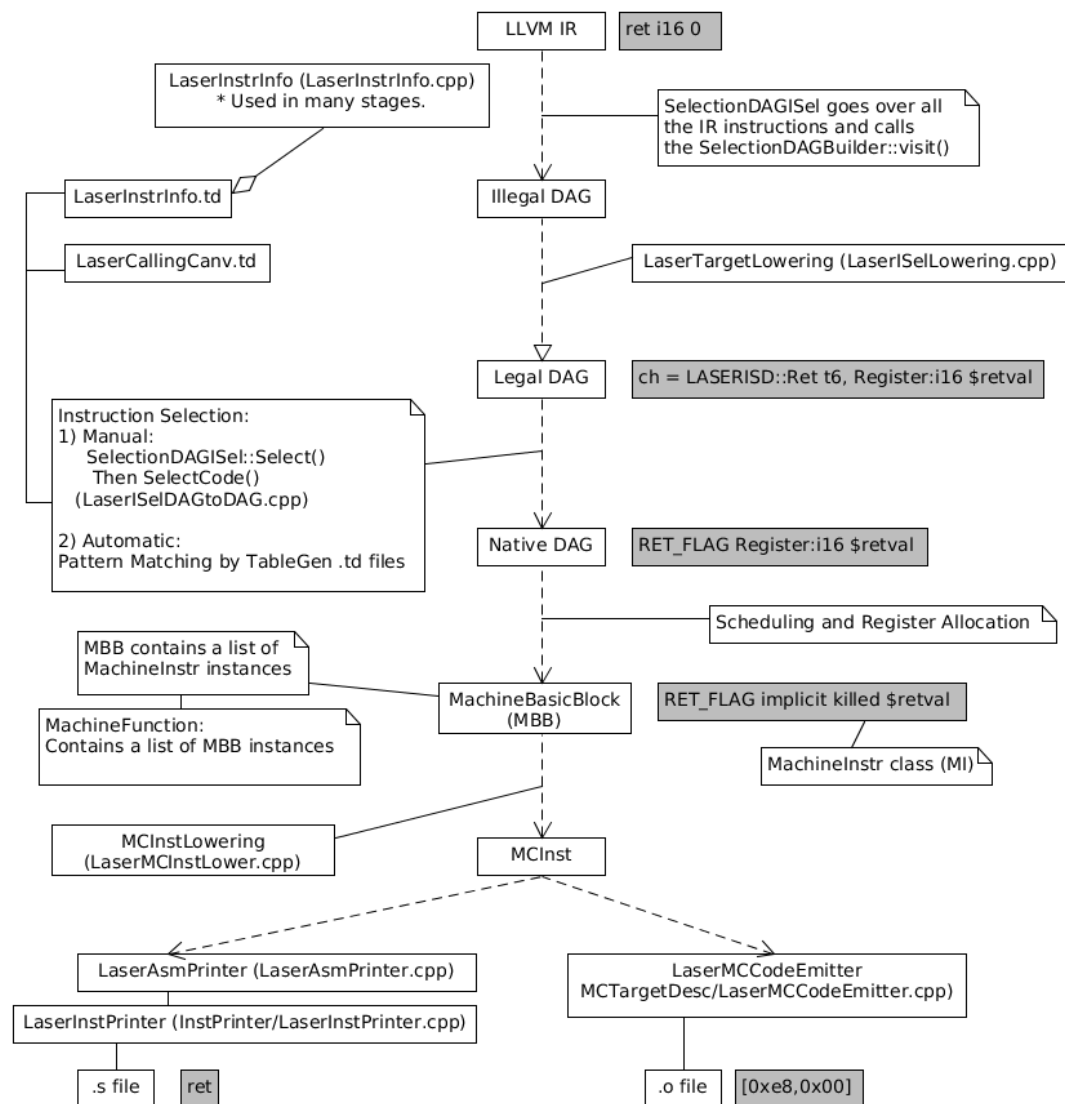 LLVM IR
ret i16 0
LaserInstrInfo (LaserInstrInfo.cpp)
* Used in many stages.
SelectionDAGISel goes over all
the IR instructions and calls
the SelectionDAGBuilder::visit()
LaserInstrInfo.td
Illegal DAG
LaserCallingCanv.td
LaserTargetLowering (LaserISelLowering.cpp)
Legal DAG
ch = LASERISD::Ret t6, Register:i16 $retval
Instruction Selection:
1) Manual:
SelectionDAGISel::Select()
Then SelectCode()
(LaserISelDAGtoDAG.cpp)
2) Automatic:
Pattern Matching by TableGen .td files
Native DAG
RET_FLAG Register:i16 $retval
Scheduling and Register Allocation
MBB contains a list of
MachineInstr instances
MachineBasicBlock
(MBB)
RET_FLAG implicit killed $retval
MachineFunction:
Contains a list of MBB instances
MachineInstr class (MI)
MCInstLowering
(LaserMCInstLower.cpp)
MCInst
LaserAsmPrinter (LaserAsmPrinter.cpp)
LaserMCCodeEmitter
MCTargetDesc/LaserMCCodeEmitter.cpp)
LaserInstPrinter (InstPrinter/LaserInstPrinter.cpp)
.s file
ret
.o file
[0xe8,0x00]